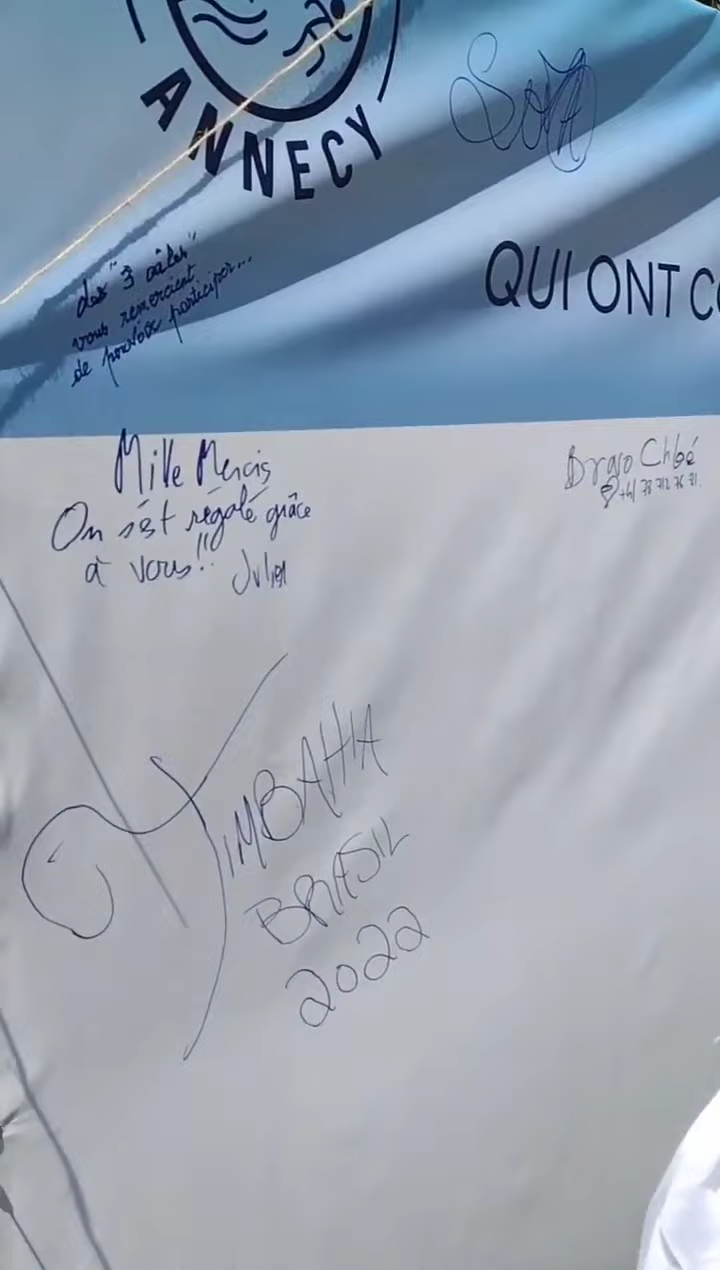 ANNECY
QUI ONT C
vous remercient
de pouvoir participer...
Mille Mercis
On s'est régalé grâce
à vous!! Julien
Bravo Chloé
TIMBAHIA
BRASIL
2022